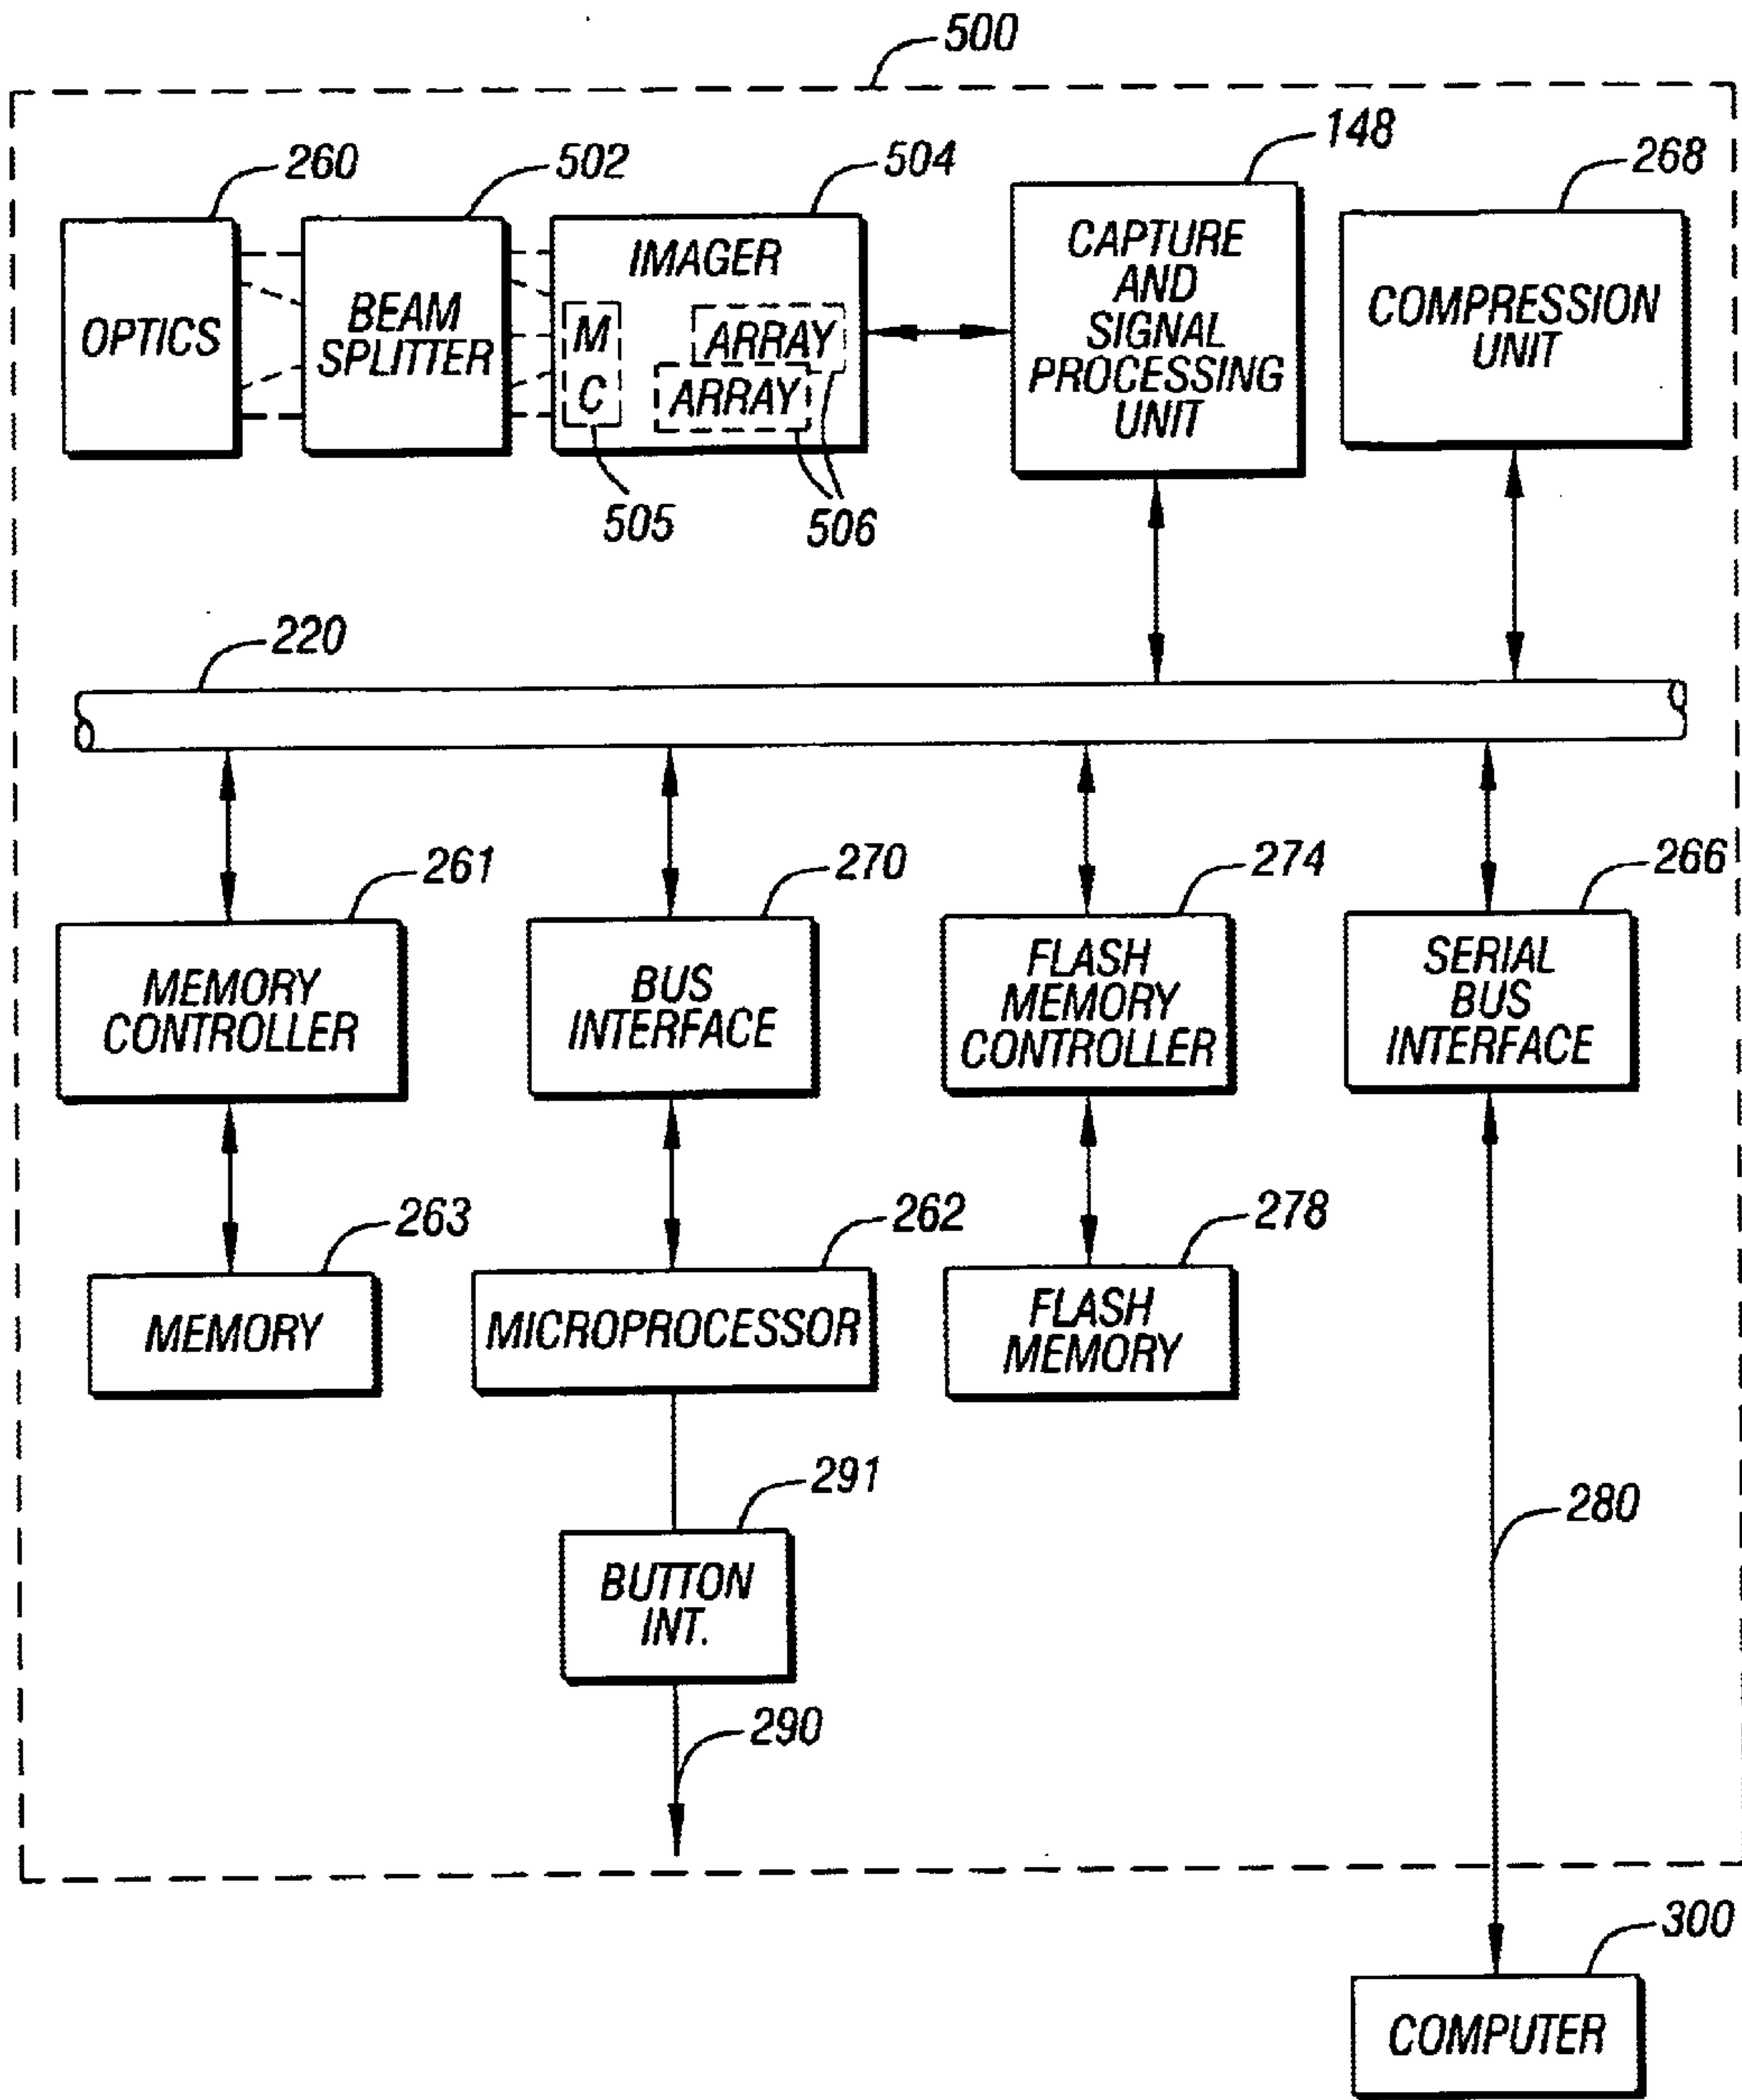 500
260
502
504
148
268
OPTICS
BEAM
SPLITTER
IMAGER
M
C
ARRAY
ARRAY
505
506
CAPTURE
AND
SIGNAL
PROCESSING
UNIT
COMPRESSION
UNIT
220
261
270
274
266
MEMORY
CONTROLLER
BUS
INTERFACE
FLASH
MEMORY
CONTROLLER
SERIAL
BUS
INTERFACE
263
262
278
MEMORY
MICROPROCESSOR
FLASH
MEMORY
291
280
BUTTON
INT.
290
300
COMPUTER